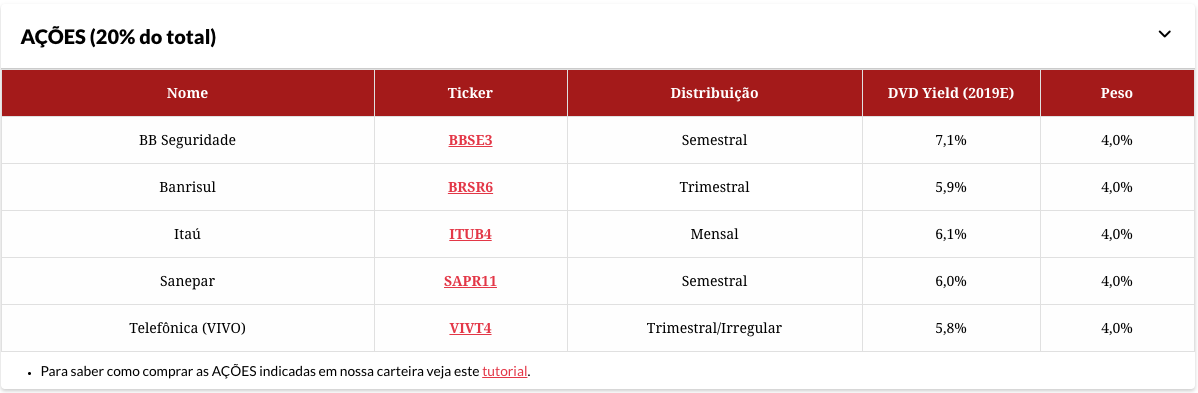 AÇÕES (20% do total)
Nome Ticker Distribuição DVD Yield (2019E) Peso
BB Seguridade BBSE3 Semestral 7,1% 4,0%
Banrisul BRSR6 Trimestral 5,9% 4,0%
Itaú ITUB4 Mensal 6,1% 4,0%
Sanepar SAPR11 Semestral 6,0% 4,0%
Telefônica (VIVO) VIVT4 Trimestral/Irregular 5,8% 4,0%
• Para saber como comprar as AÇÕES indicadas em nossa carteira veja este tutorial.